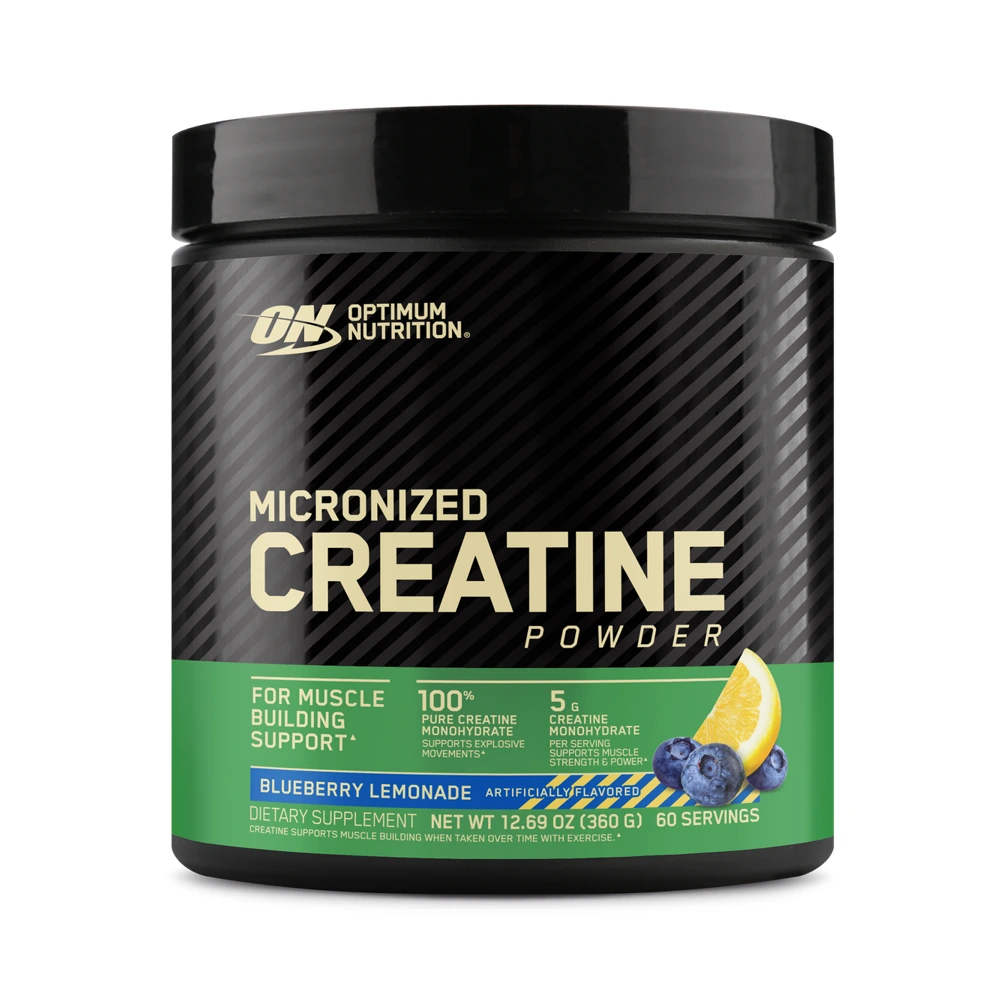 ON OPTIMUM
NUTRITION®
MICRONIZED
CREATINE
POWDER
FOR MUSCLE
BUILDING
SUPPORT▲
100%
PURE CREATINE
MONOHYDRATE
SUPPORTS EXPLOSIVE
MOVEMENTS▲
5 G
CREATINE
MONOHYDRATE
PER SERVING
SUPPORTS MUSCLE
STRENGTH & POWER▲
BLUEBERRY LEMONADE ARTIFICIALLY FLAVORED
DIETARY SUPPLEMENT NET WT 12.69 OZ (360 G) 60 SERVINGS
CREATINE SUPPORTS MUSCLE BUILDING WHEN TAKEN OVER TIME WITH EXERCISE.▲